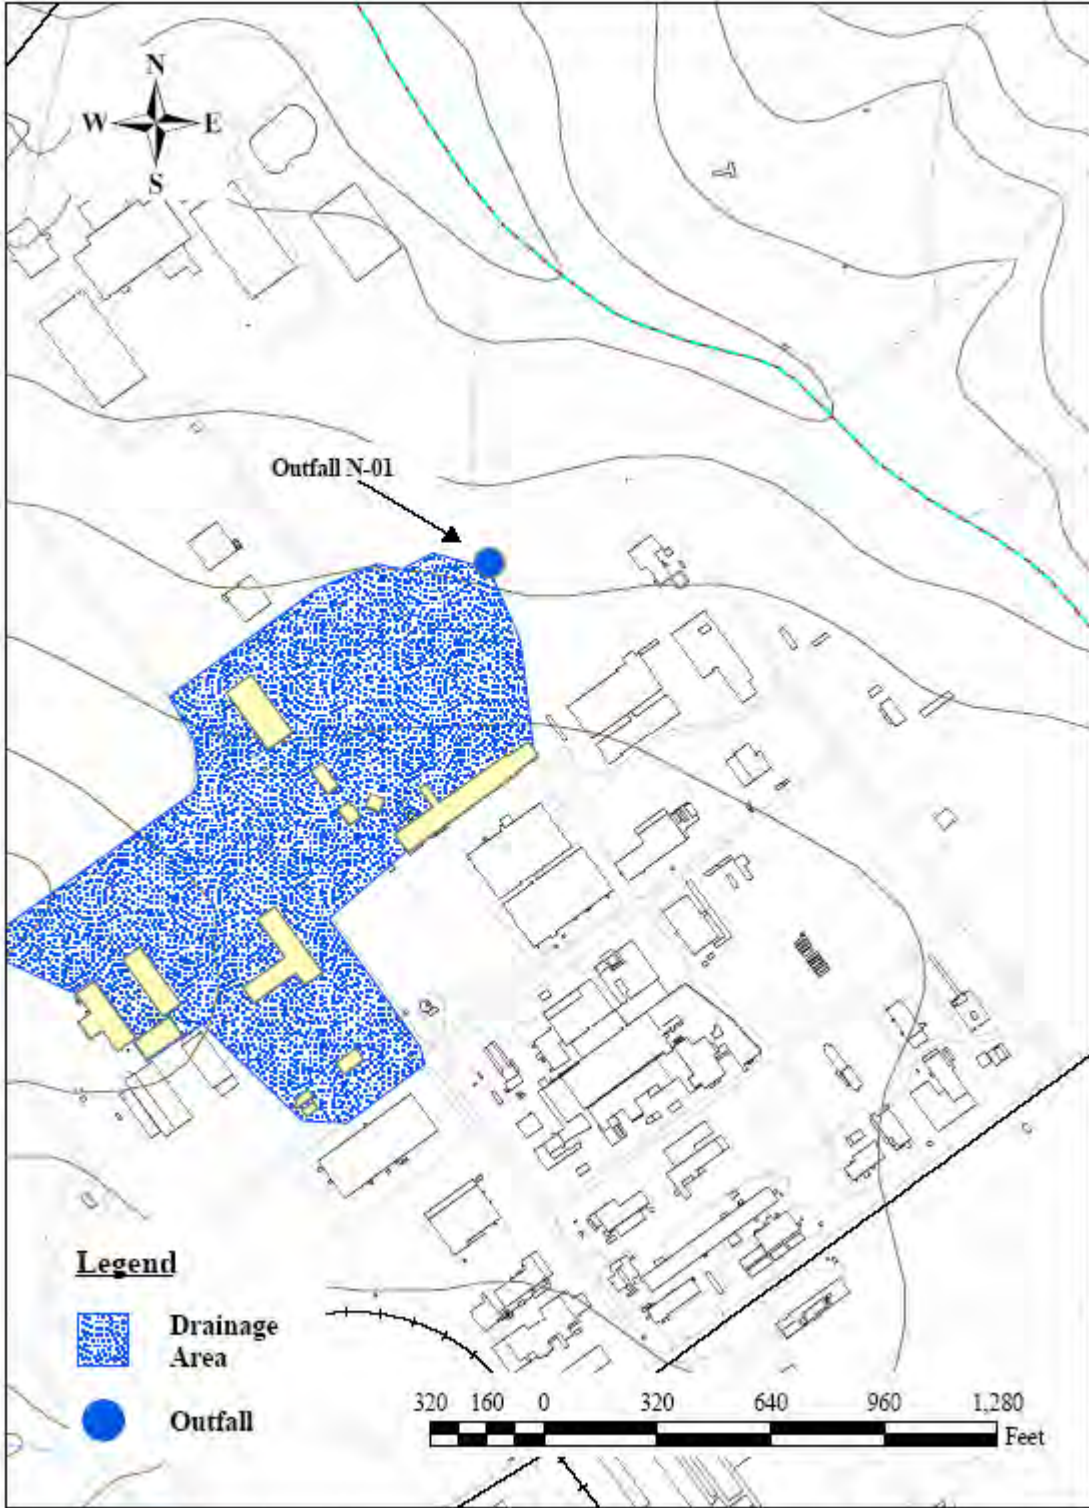 N
W E
S
Outfall N-01
Legend
Drainage
Area
Outfall
320 160 0 320 640 960 1,280
Feet